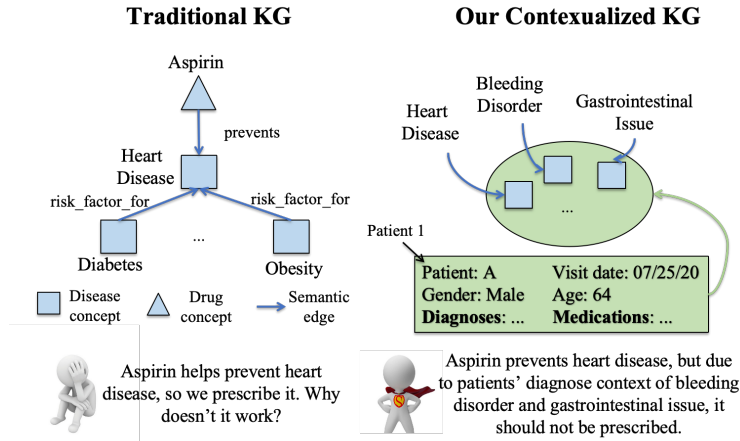 Traditional KG
Aspirin
prevents
Heart
Disease
risk_factor_for
risk_factor_for
...
Diabetes
Obesity
Disease
concept
Drug
concept
Semantic
edge
Aspirin helps prevent heart
disease, so we prescribe it. Why
doesn't it work?
Our Contexualized KG
Heart
Disease
Bleeding
Disorder
Gastrointestinal
Issue
...
Patient 1
Patient: A Visit date: 07/25/20
Gender: Male Age: 64
Diagnoses: ... Medications: ...
Aspirin prevents heart disease, but due
to patients' diagnose context of bleeding
disorder and gastrointestinal issue, it
should not be prescribed.